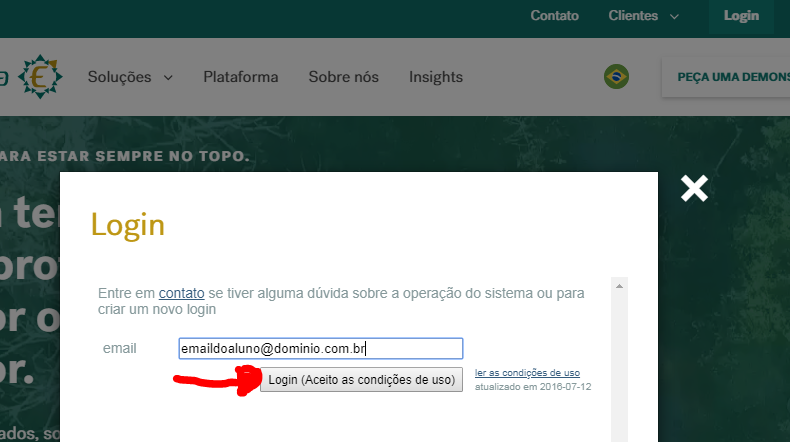 Contato Clientes Login
Soluções Plataforma Sobre nós Insights PEÇA UMA
PARA ESTAR SEMPRE NO TOPO.
Login
Entre em contato se tiver alguma dúvida sobre a operação do sistema ou para
criar um novo login
email emaildoaluno@dominio.com.br
Login (Aceito as condições de uso) ler as condições de uso
atualizado em 2016-07-12